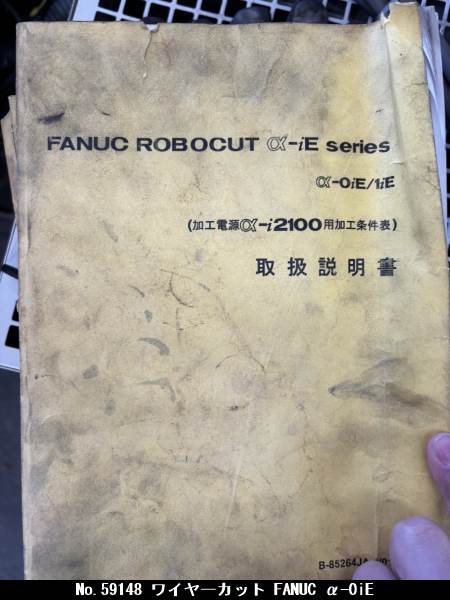 FANUC ROBOCUT α-iE series
α-0iE/1iE
(加工電源α-i2100用加工条件表)
取扱説明書
B-85264JA
No.59148 ワイヤーカット FANUC α-0iE